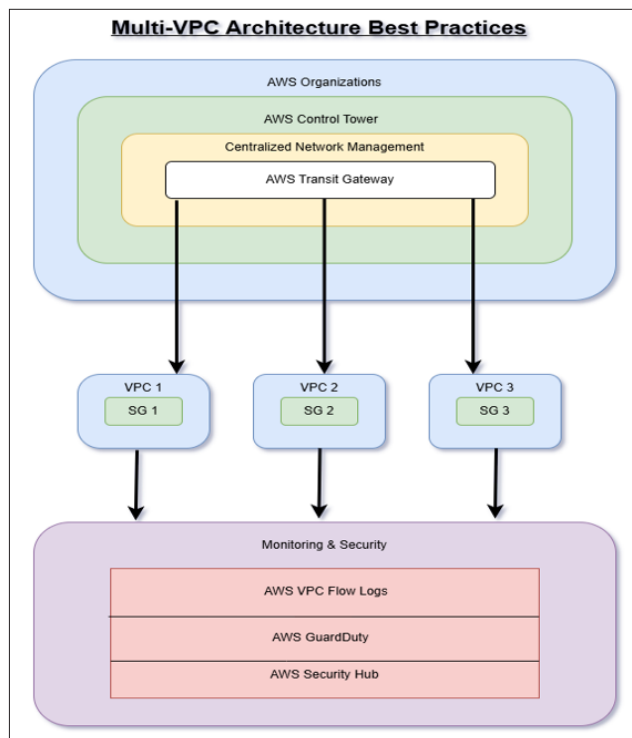 Multi-VPC Architecture Best Practices
AWS Organizations
AWS Control Tower
Centralized Network Management
AWS Transit Gateway
VPC 1
SG 1
VPC 2
SG 2
VPC 3
SG 3
Monitoring & Security
AWS VPC Flow Logs
AWS GuardDuty
AWS Security Hub